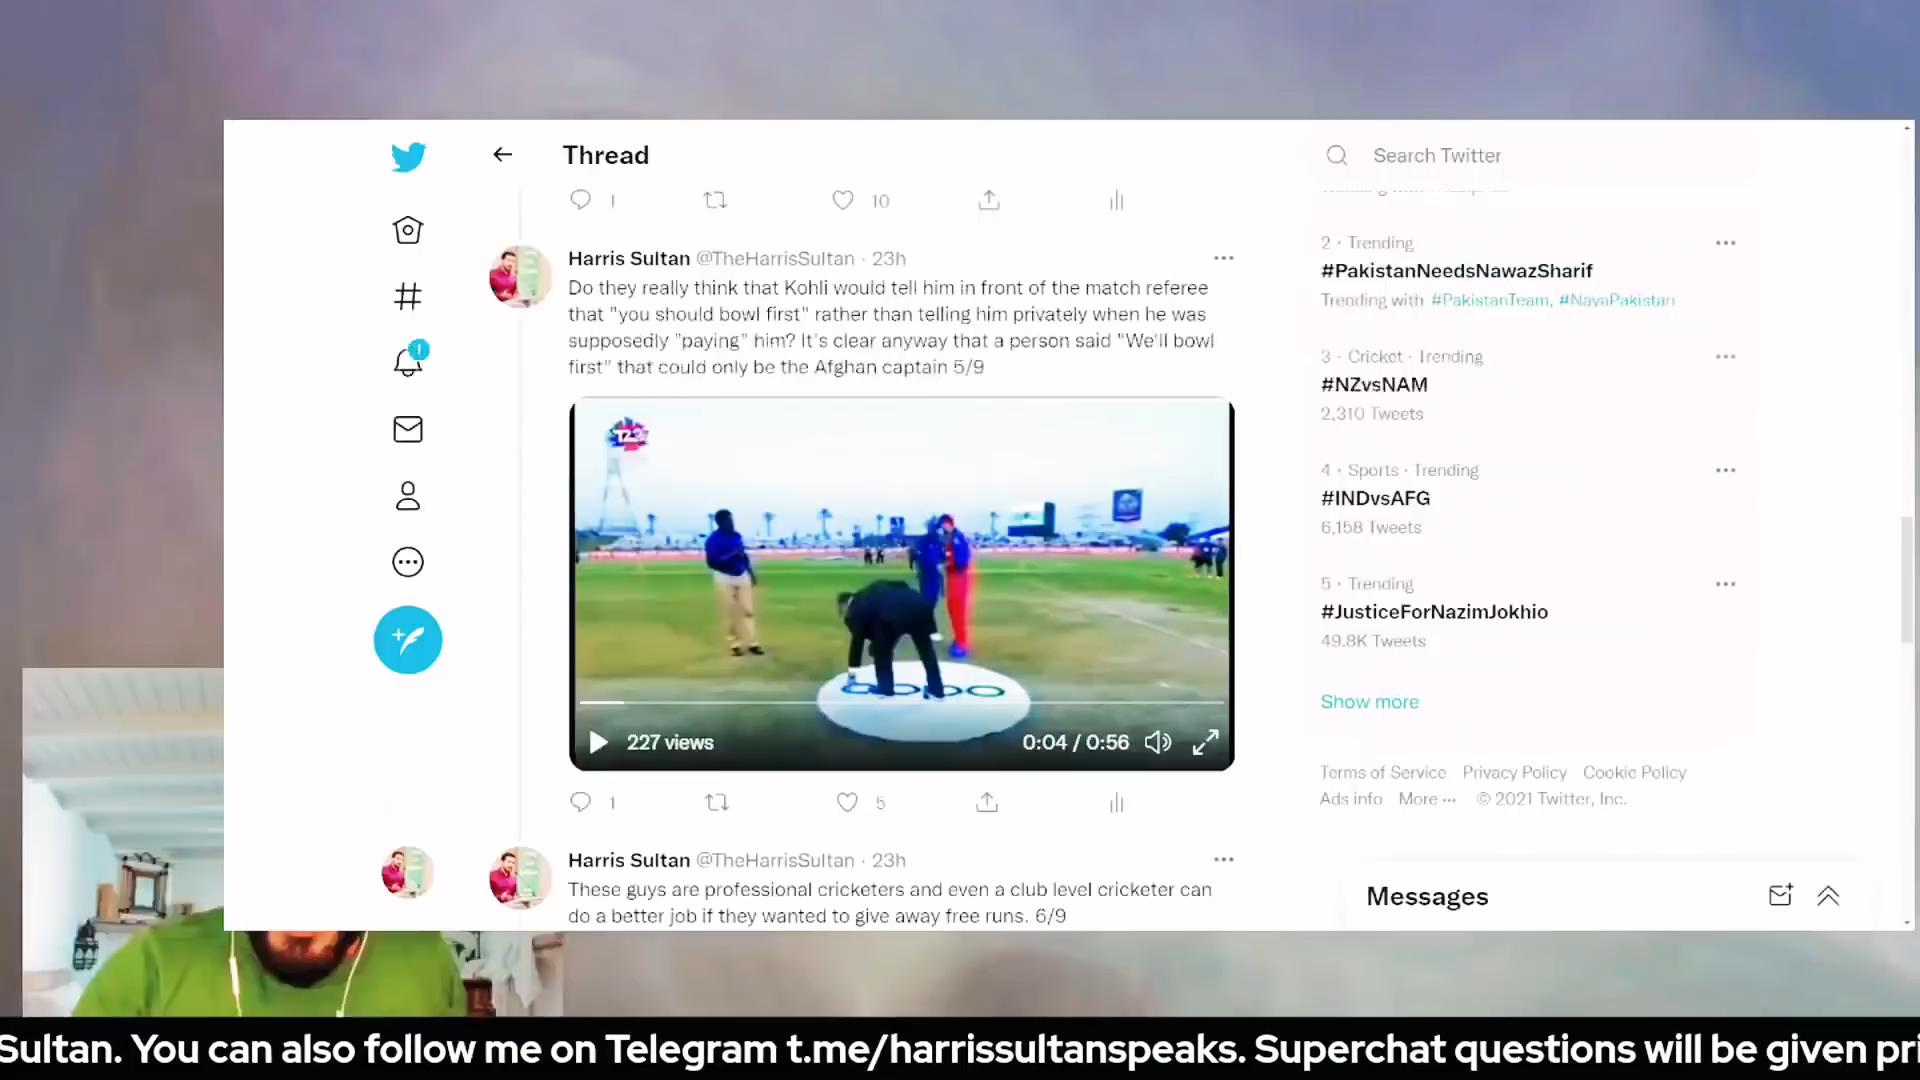 Thread
Search Twitter
1
10
Harris Sultan @TheHarrisSultan · 23h
Do they really think that Kohli would tell him in front of the match referee
that "you should bowl first" rather than telling him privately when he was
supposedly "paying" him? It's clear anyway that a person said "We'll bowl
first" that could only be the Afghan captain 5/9
T20
oppo
227 views
0:04 / 0:56
1
5
Harris Sultan @TheHarrisSultan · 23h
These guys are professional cricketers and even a club level cricketer can
do a better job if they wanted to give away free runs. 6/9
2 · Trending
#PakistanNeedsNawazSharif
Trending with #PakistanTeam, #NayaPakistan
3 · Cricket · Trending
#NZvsNAM
2,310 Tweets
4 · Sports · Trending
#INDvsAFG
6,158 Tweets
5 · Trending
#JusticeForNazimJokhio
49.8K Tweets
Show more
Terms of Service Privacy Policy Cookie Policy
Ads info More ··· © 2021 Twitter, Inc.
Messages
Sultan. You can also follow me on Telegram t.me/harrissultanspeaks. Superchat questions will be given pri